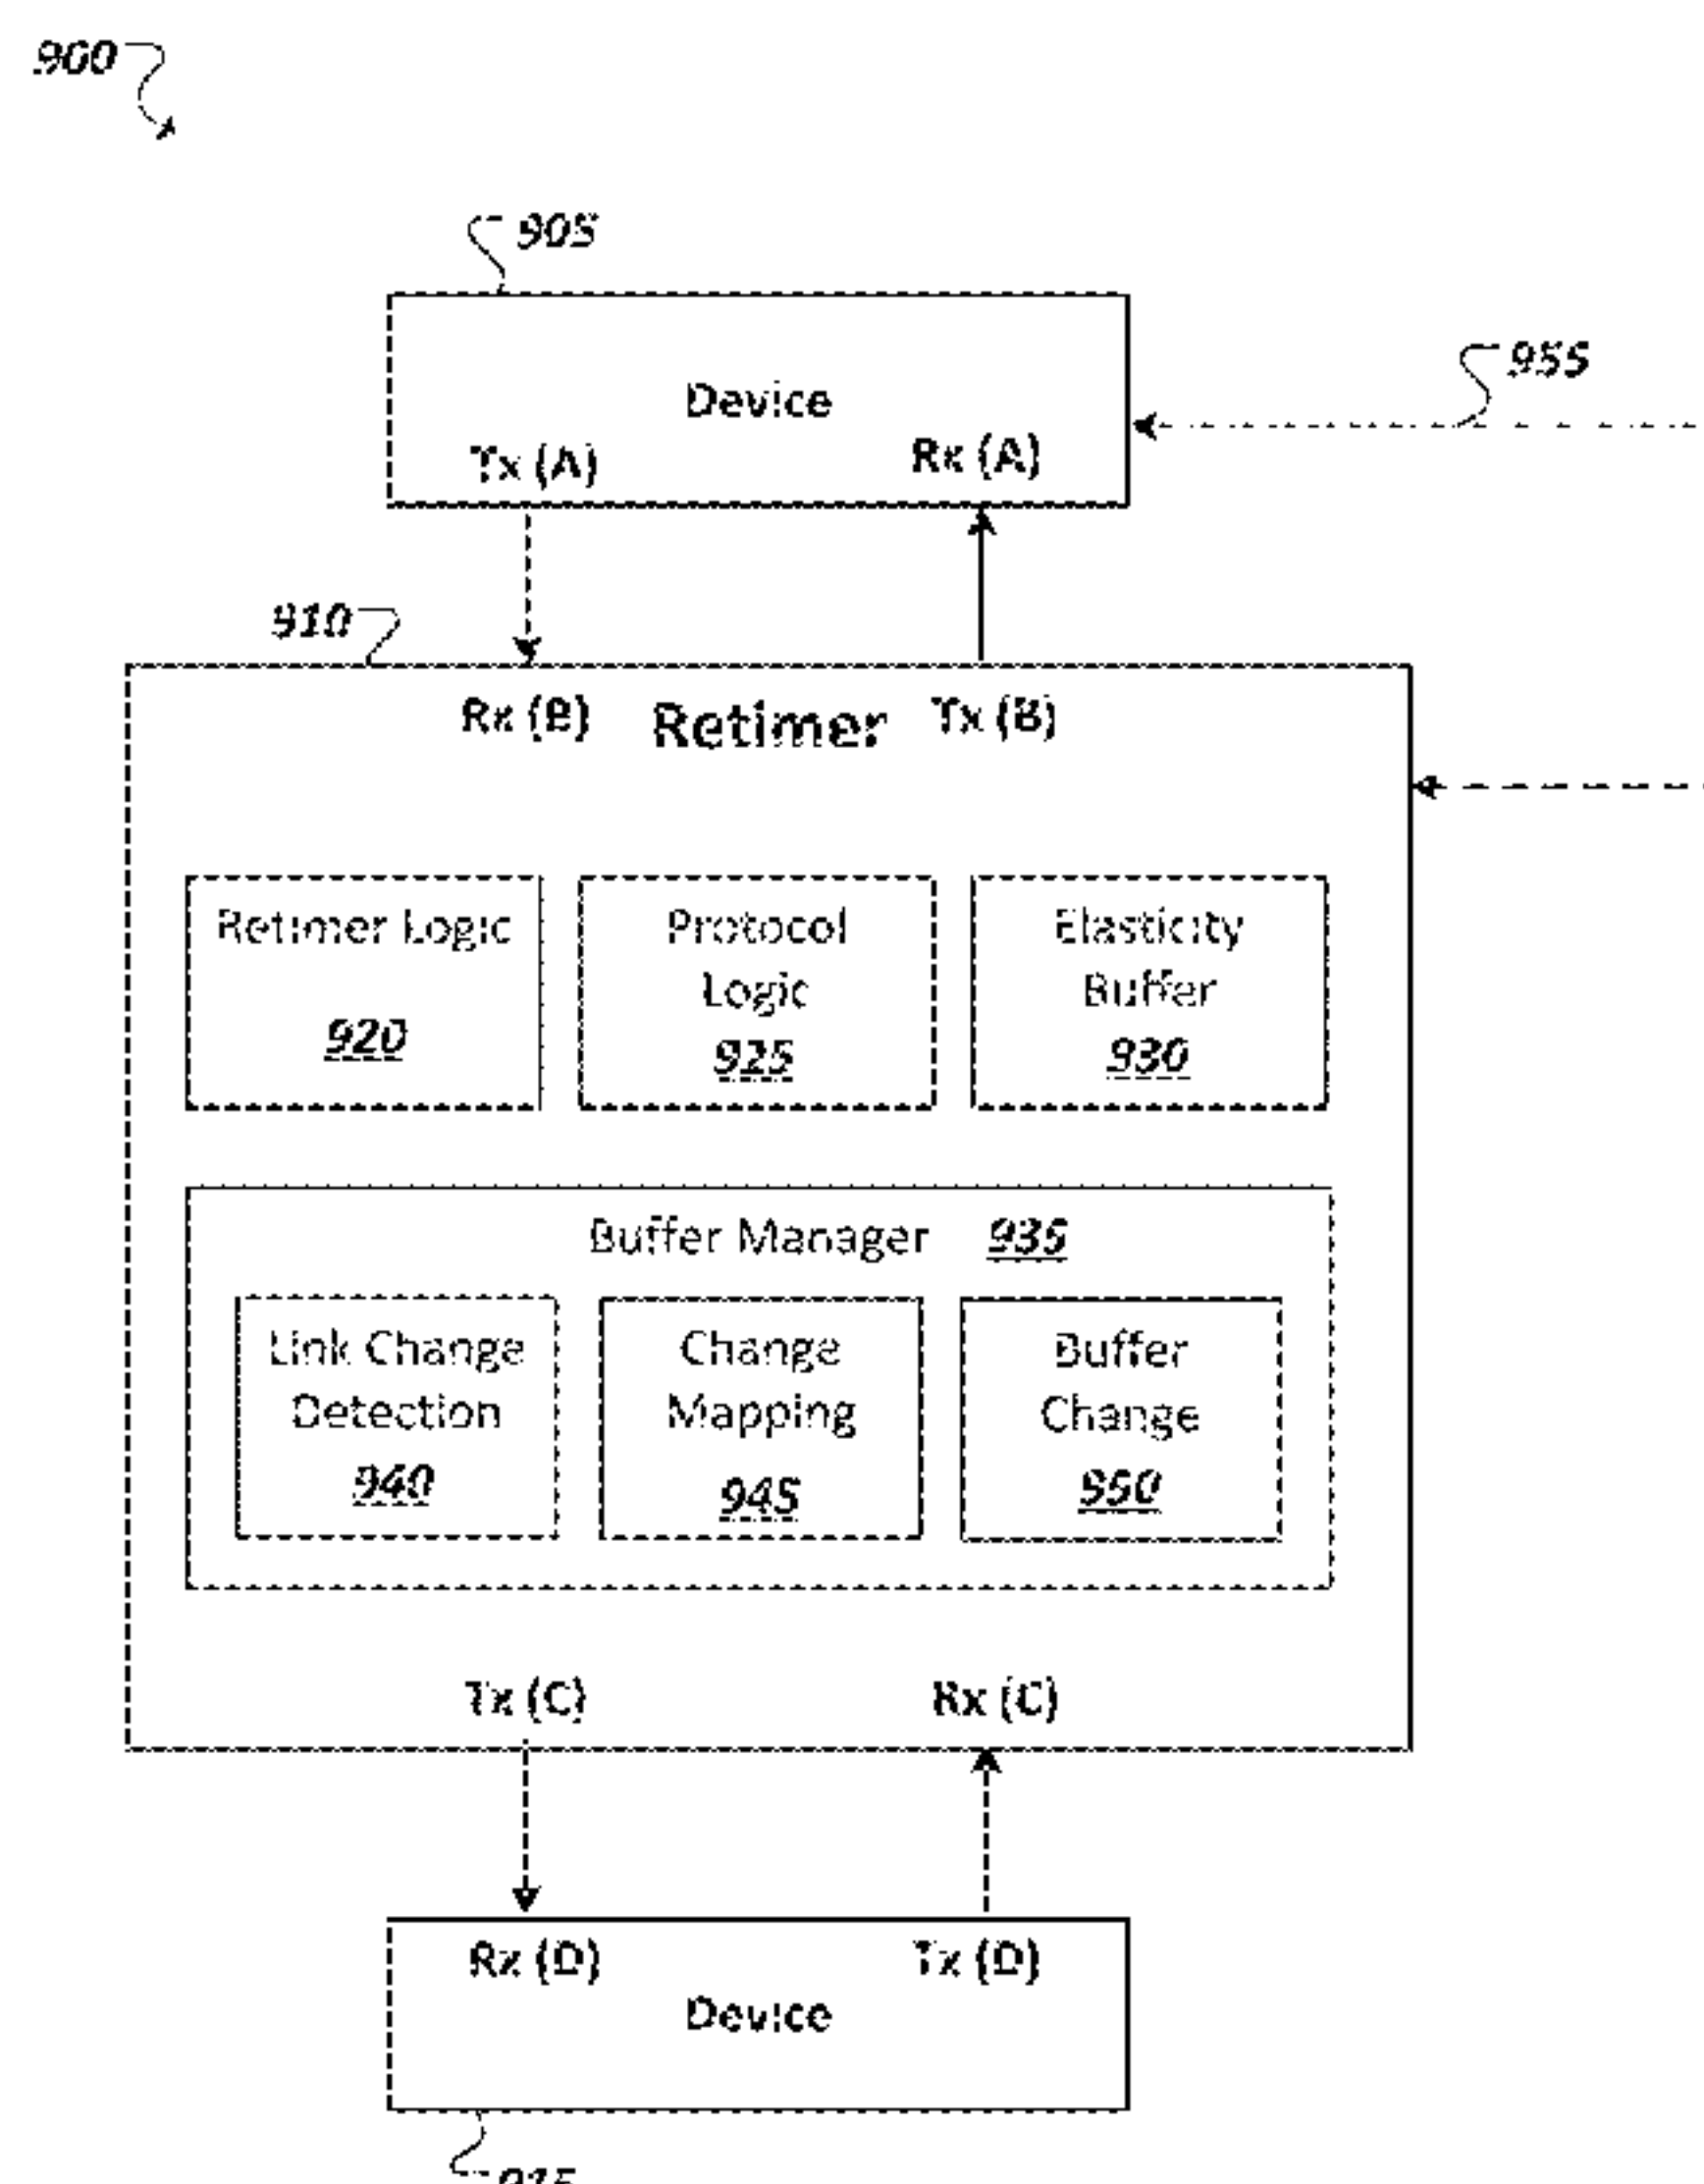 900
905
955
Device
Tx (A) Rx (A)
910
Rx (B) Retimer Tx (B)
Retimer Logic
920
Protocol
Logic
925
Elasticity
Buffer
930
Buffer Manager 935
Link Change
Detection
940
Change
Mapping
945
Buffer
Change
950
Tx (C) Rx (C)
Rx (D) Tx (D)
Device